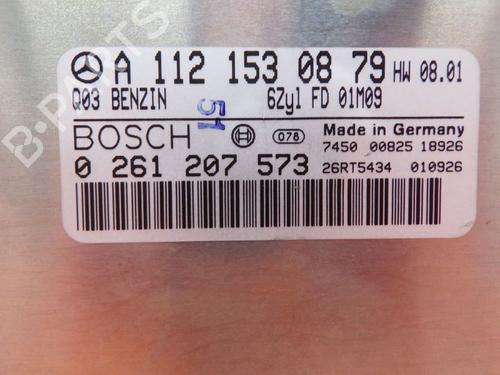 A 112 153 08 79 HW 08.01
Q03 BENZIN 6Zyl FD 01M09
51
BOSCH 078 Made in Germany
7450 00825 18926
0 261 207 573 26RT5434 010926
B-PARTS